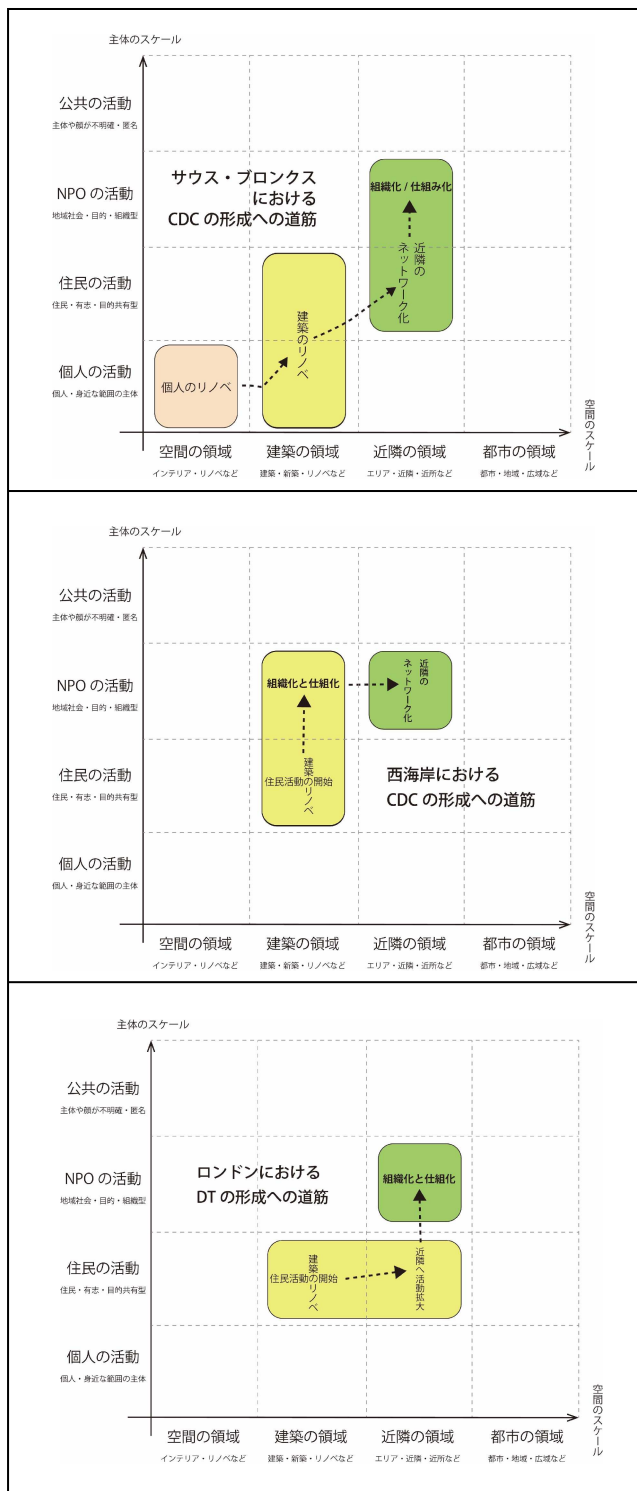 主体のスケール
公共の活動
主体や顔が不明確・匿名
NPO の活動
地域社会・目的・組織型
住民の活動
住民・有志・目的共有型
個人の活動
個人・身近な範囲の主体
サウス・ブロンクス
における
CDC の形成への道筋
組織化 / 仕組み化
近隣の
ネットワーク化
建築のリノベ
個人のリノベ
空間のスケール
空間の領域
インテリア・リノベなど
建築の領域
建築・新築・リノベなど
近隣の領域
エリア・近隣・近所など
都市の領域
都市・地域・広域など
主体のスケール
公共の活動
主体や顔が不明確・匿名
NPO の活動
地域社会・目的・組織型
住民の活動
住民・有志・目的共有型
個人の活動
個人・身近な範囲の主体
組織化と仕組化
近隣の
ネットワーク化
建築のリノベ
住民活動の開始
西海岸における
CDC の形成への道筋
空間のスケール
空間の領域
インテリア・リノベなど
建築の領域
建築・新築・リノベなど
近隣の領域
エリア・近隣・近所など
都市の領域
都市・地域・広域など
主体のスケール
公共の活動
主体や顔が不明確・匿名
NPO の活動
地域社会・目的・組織型
住民の活動
住民・有志・目的共有型
個人の活動
個人・身近な範囲の主体
ロンドンにおける
DT の形成への道筋
組織化と仕組化
建築のリノベ
住民活動の開始
近隣へ活動拡大
空間のスケール
空間の領域
インテリア・リノベなど
建築の領域
建築・新築・リノベなど
近隣の領域
エリア・近隣・近所など
都市の領域
都市・地域・広域など